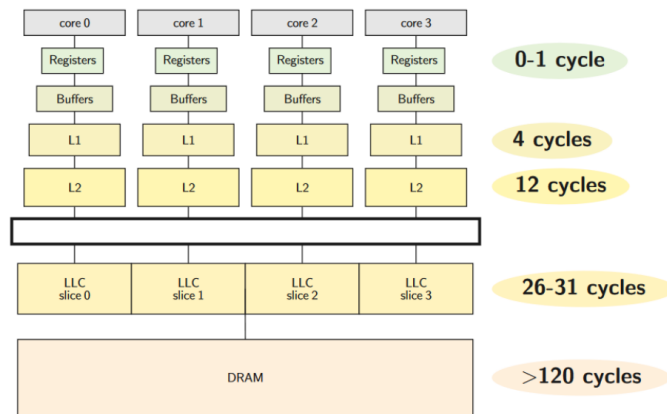 core 0 core 1 core 2 core 3
Registers Registers Registers Registers 0-1 cycle
Buffers Buffers Buffers Buffers
L1 L1 L1 L1 4 cycles
L2 L2 L2 L2 12 cycles
LLC LLC LLC LLC
slice 0 slice 1 slice 2 slice 3
26-31 cycles
DRAM >120 cycles